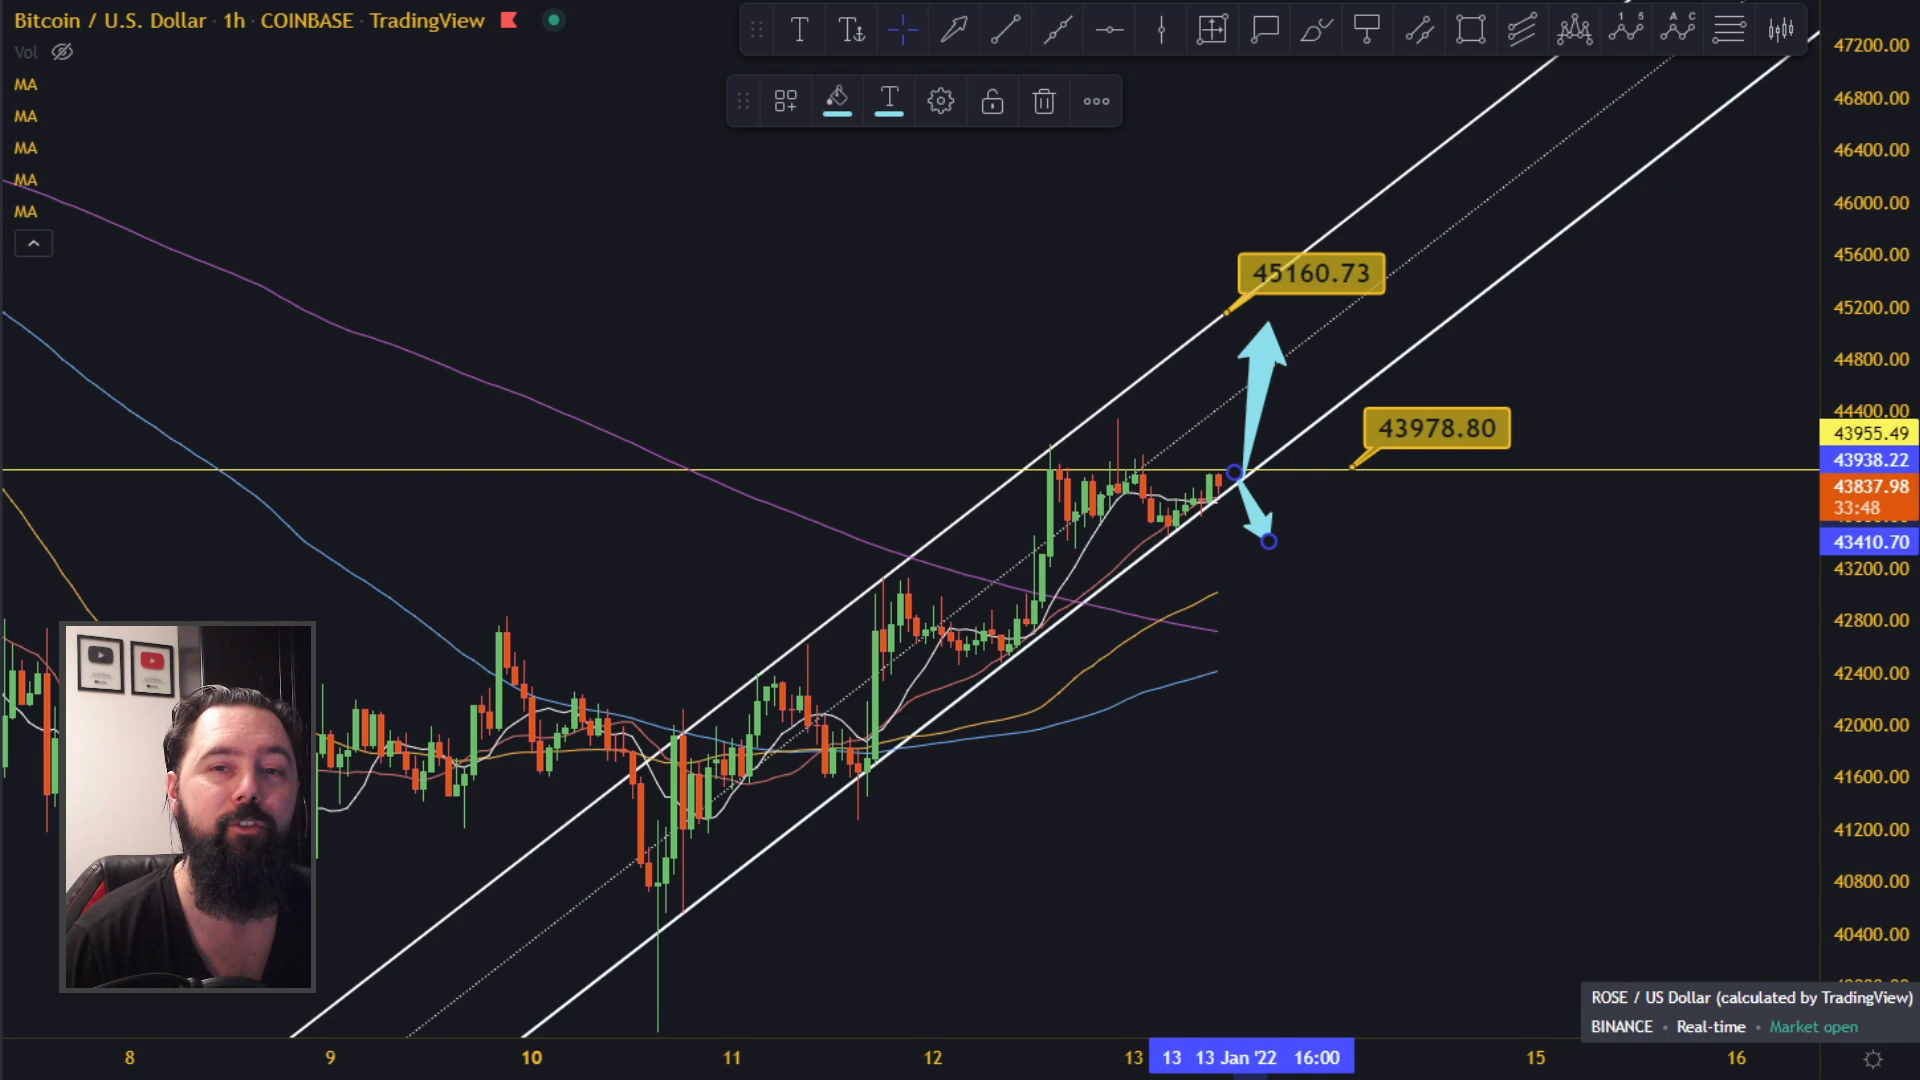 Bitcoin / U.S. Dollar · 1h · COINBASE · TradingView
Vol
MA
MA
MA
MA
MA
47200.00
46800.00
46400.00
46000.00
45600.00
45200.00
44800.00
44400.00
43955.49
43938.22
43837.98
33:48
43410.70
43200.00
42800.00
42400.00
42000.00
41600.00
41200.00
40800.00
40400.00
45160.73
43978.80
ROSE / US Dollar (calculated by TradingView)
BINANCE • Real-time • Market open
8 9 10 11 12 13 13 13 Jan '22 16:00 15 16